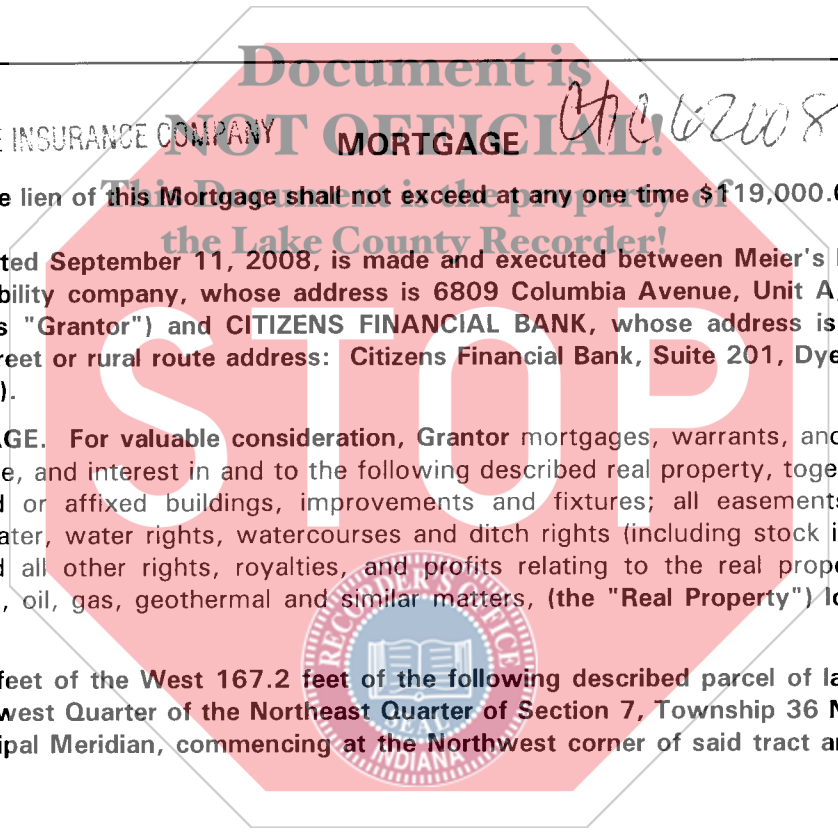 Document is
NOT OFFICIAL!
This Document is the property of
the Lake County Recorder!
STOP
E INSURANCE COMPANY
MORTGAGE
e lien of this Mortgage shall not exceed at any one time $119,000.
ted September 11, 2008, is made and executed between Meier's
bility company, whose address is 6809 Columbia Avenue, Unit A,
s "Grantor") and CITIZENS FINANCIAL BANK, whose address is
reet or rural route address: Citizens Financial Bank, Suite 201, Dye
).
GE. For valuable consideration, Grantor mortgages, warrants, and
e, and interest in and to the following described real property, toge
d or affixed buildings, improvements and fixtures; all easements
ater, water rights, watercourses and ditch rights (including stock i
d all other rights, royalties, and profits relating to the real prope
, oil, gas, geothermal and similar matters, (the "Real Property") lo
feet of the West 167.2 feet of the following described parcel of la
west Quarter of the Northeast Quarter of Section 7, Township 36 N
ipal Meridian, commencing at the Northwest corner of said tract a
RECORDER'S OFFICE
SEAL
INDIANA